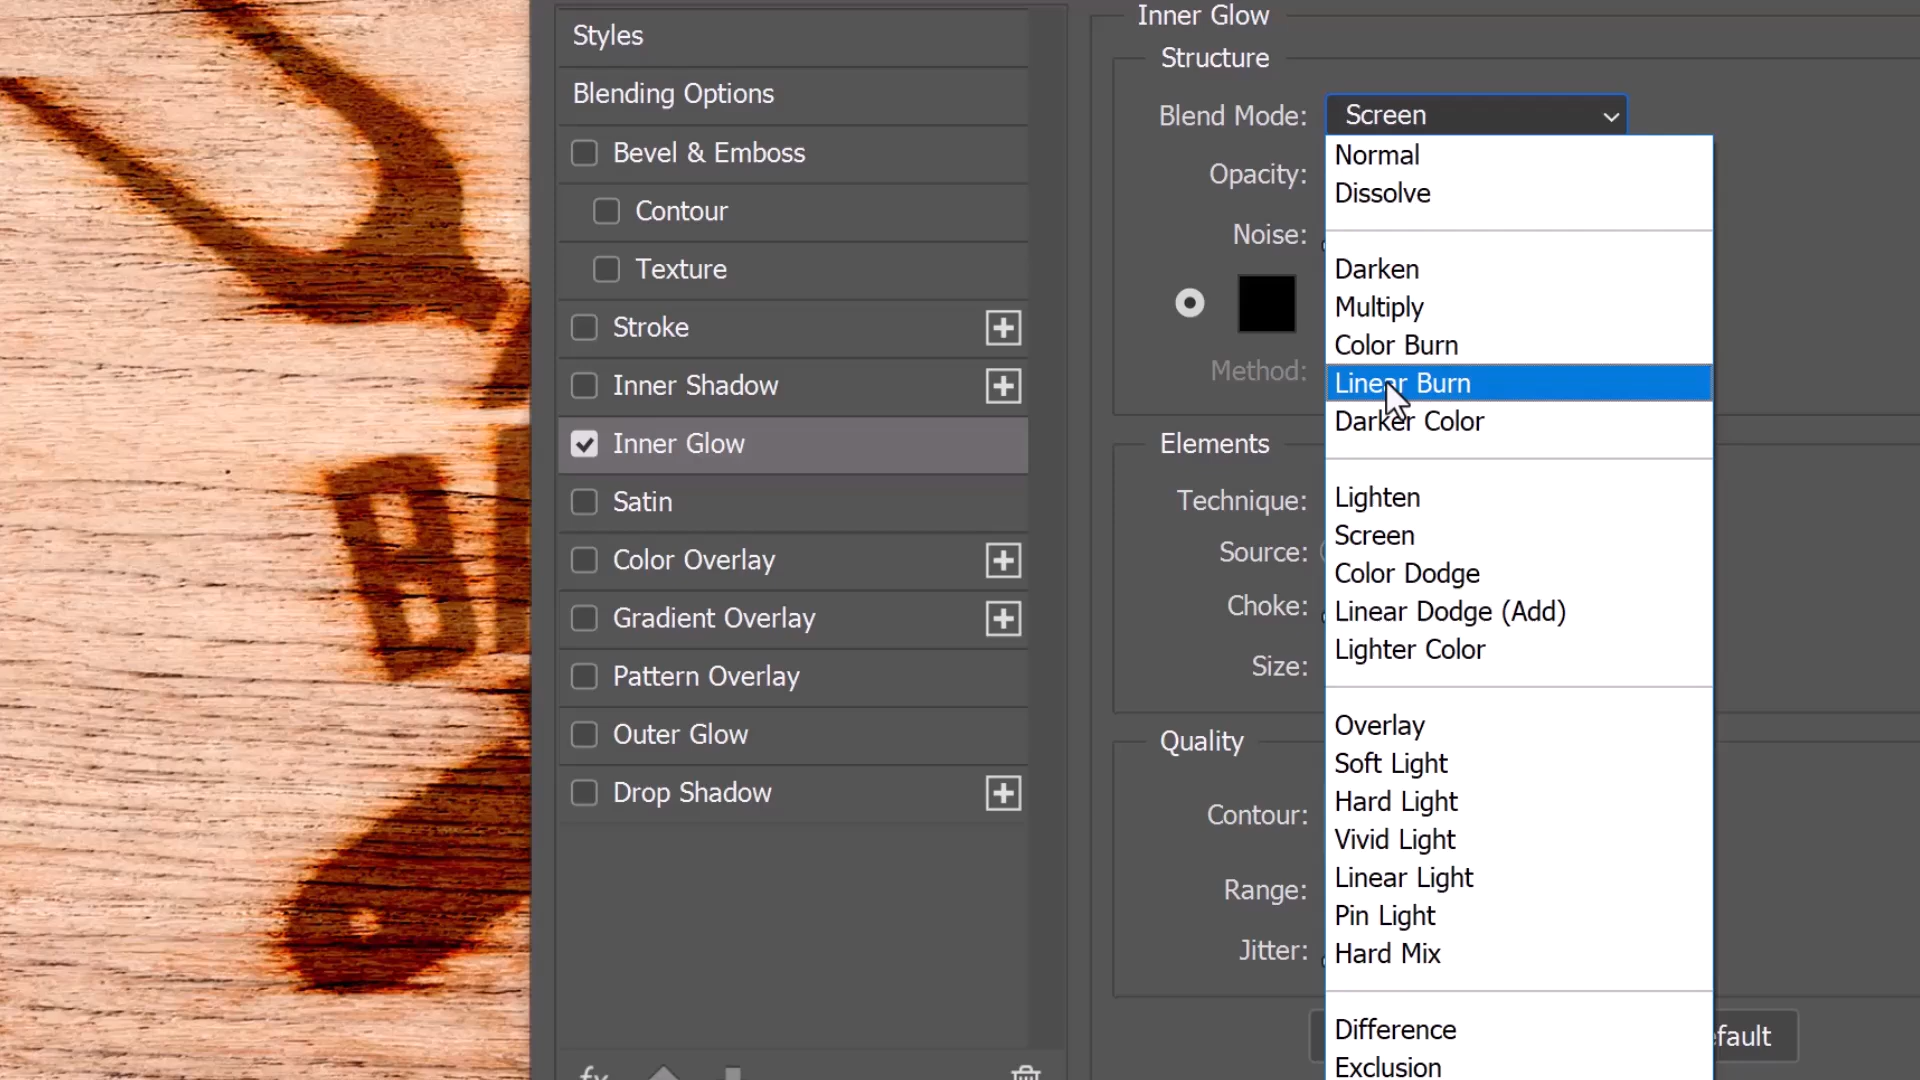 Styles
Blending Options
Bevel & Emboss
Contour
Texture
Stroke
Inner Shadow
Inner Glow
Satin
Color Overlay
Gradient Overlay
Pattern Overlay
Outer Glow
Drop Shadow
fx
Inner Glow
Structure
Blend Mode: Screen
Opacity:
Noise:
Method:
Elements
Technique:
Source:
Choke:
Size:
Quality
Contour:
Range:
Jitter:
Normal
Dissolve
Darken
Multiply
Color Burn
Linear Burn
Darker Color
Lighten
Screen
Color Dodge
Linear Dodge (Add)
Lighter Color
Overlay
Soft Light
Hard Light
Vivid Light
Linear Light
Pin Light
Hard Mix
Difference
Exclusion